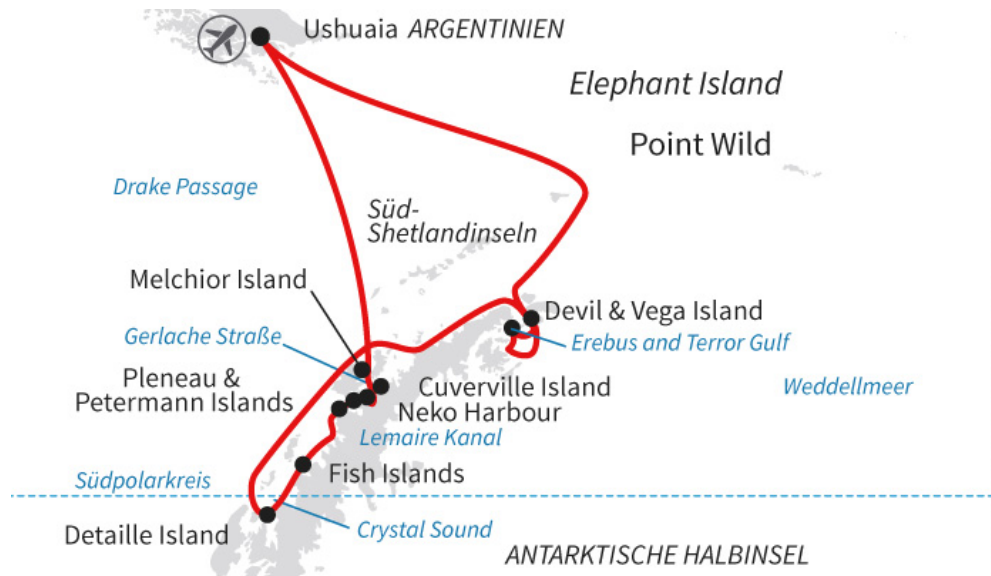 Ushuaia ARGENTINIEN
Elephant Island
Point Wild
Drake Passage
Süd-
Shetlandinseln
Melchior Island
Devil & Vega Island
Gerlache Straße
Erebus and Terror Gulf
Pleneau &
Petermann Islands
Cuverville Island
Neko Harbour
Weddellmeer
Lemaire Kanal
Fish Islands
Südpolarkreis
Detaille Island
Crystal Sound
ANTARKTISCHE HALBINSEL